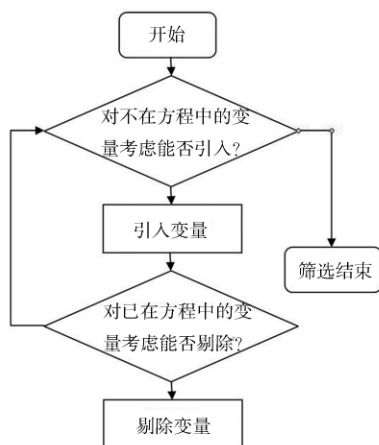 开始
对不在方程中的变
量考虑能否引入?
引入变量
筛选结束
对已在方程中的变
量考虑能否剔除?
剔除变量